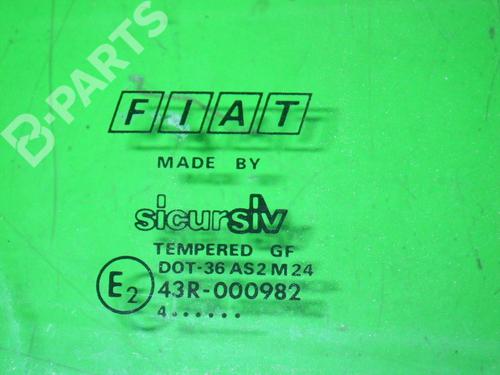 B-PARTS
FIAT
MADE BY
sicursiv
TEMPERED GF
DOT-36 AS2 M24
E2
43R-000982
4······